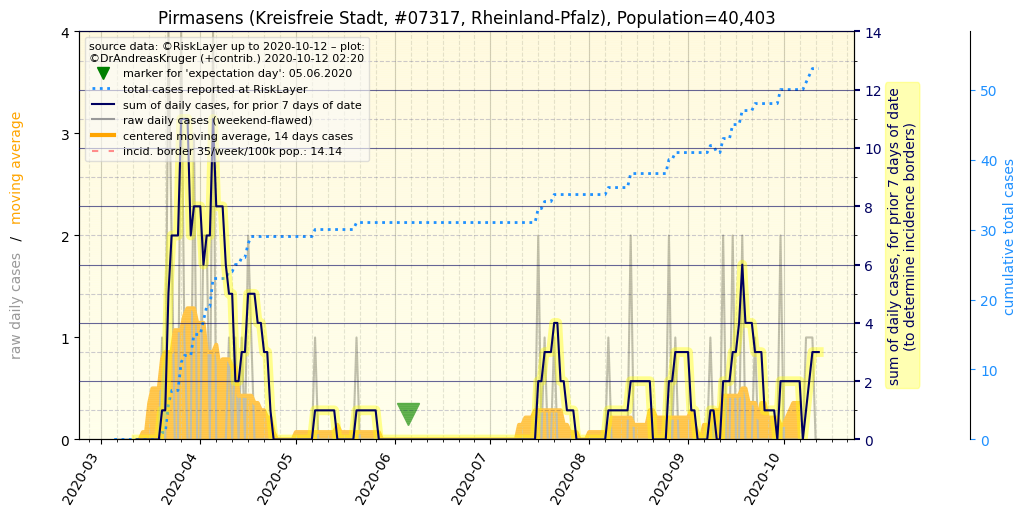 Pirmasens (Kreisfreie Stadt, #07317, Rheinland-Pfalz), Population=40,403
source data: ©RiskLayer up to 2020-10-12 – plot:
©DrAndreasKruger (+contrib.) 2020-10-12 02:20
marker for 'expectation day': 05.06.2020
total cases reported at RiskLayer
sum of daily cases, for prior 7 days of date
raw daily cases (weekend-flawed)
centered moving average, 14 days cases
incid. border 35/week/100k pop.: 14.14
raw daily cases / moving average
4
3
2
1
0
14
12
10
8
6
4
2
0
sum of daily cases, for prior 7 days of date
(to determine incidence borders)
50
40
30
20
10
0
cumulative total cases
2020-03
2020-04
2020-05
2020-06
2020-07
2020-08
2020-09
2020-10